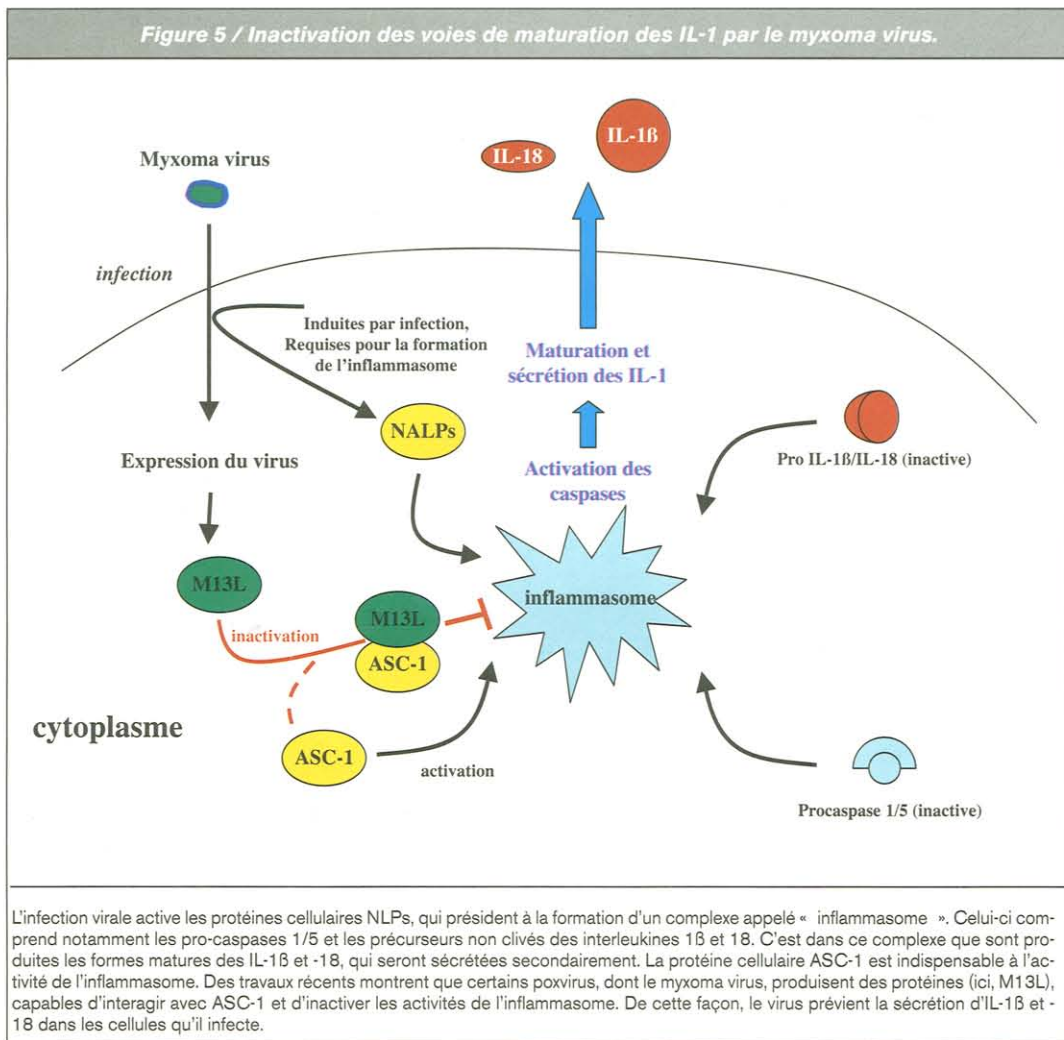 Figure 5 / Inactivation des voies de maturation des IL-1 par le myxoma virus.
IL-1ß
IL-18
Myxoma virus
infection
Induites par infection,
Requises pour la formation
de l'inflammasome
Maturation et
sécrétion des IL-1
NALPs
Pro IL-1ß/IL-18 (inactive)
Expression du virus
Activation des
caspases
M13L
inflammasome
M13L
inactivation
ASC-1
cytoplasme
ASC-1
activation
Procaspase 1/5 (inactive)
L'infection virale active les protéines cellulaires NLPs, qui président à la formation d'un complexe appelé « inflammasome ». Celui-ci com-
prend notamment les pro-caspases 1/5 et les précurseurs non clivés des interleukines 1ß et 18. C'est dans ce complexe que sont pro-
duites les formes matures des IL-1ß et -18, qui seront sécrétées secondairement. La protéine cellulaire ASC-1 est indispensable à l'ac-
tivité de l'inflammasome. Des travaux récents montrent que certains poxvirus, dont le myxoma virus, produisent des protéines (ici, M13L),
capables d'interagir avec ASC-1 et d'inactiver les activités de l'inflammasome. De cette façon, le virus prévient la sécrétion d'IL-1ß et -
18 dans les cellules qu'il infecte.